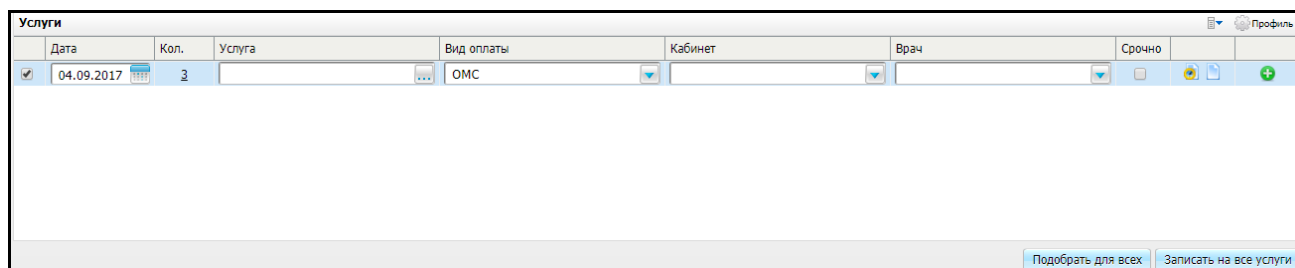 Услуги Профиль
Дата Кол. Услуга Вид оплаты Кабинет Врач Срочно
04.09.2017 3 ... ОМС
Подобрать для всех Записать на все услуги